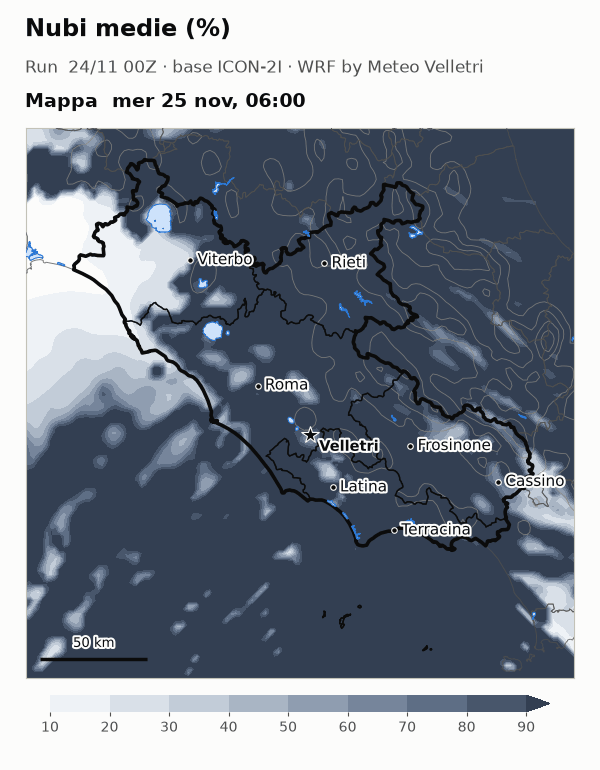 Nubi medie (%)
Run  24/11 00Z · base ICON-2I · WRF by Meteo Velletri
Mappa  mer 25 nov, 06:00
Viterbo
Rieti
Roma
Velletri
Frosinone
Latina
Cassino
Terracina
50 km
10 20 30 40 50 60 70 80 90